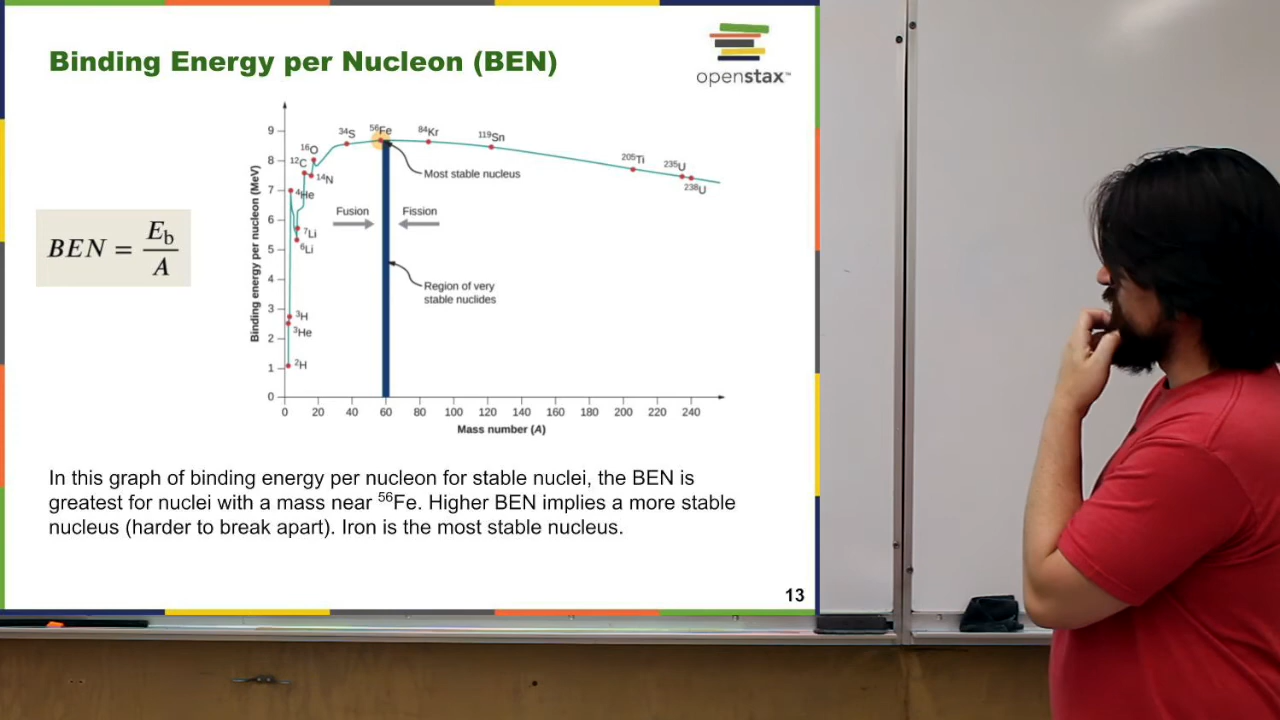 Binding Energy per Nucleon (BEN)
openstax™
BEN = E_b / A
Binding energy per nucleon (MeV)
9
8
7
6
5
4
3
2
1
0
⁵⁶Fe
³⁴S
⁸⁴Kr
¹¹⁹Sn
¹⁶O
¹²C
¹⁴N
²⁰⁵Ti
²³⁵U
²³⁸U
Most stable nucleus
⁴He
Fusion
Fission
⁷Li
⁶Li
Region of very
stable nuclides
³H
³He
²H
0 20 40 60 80 100 120 140 160 180 200 220 240
Mass number (A)
In this graph of binding energy per nucleon for stable nuclei, the BEN is
greatest for nuclei with a mass near ⁵⁶Fe. Higher BEN implies a more stable
nucleus (harder to break apart). Iron is the most stable nucleus.
13